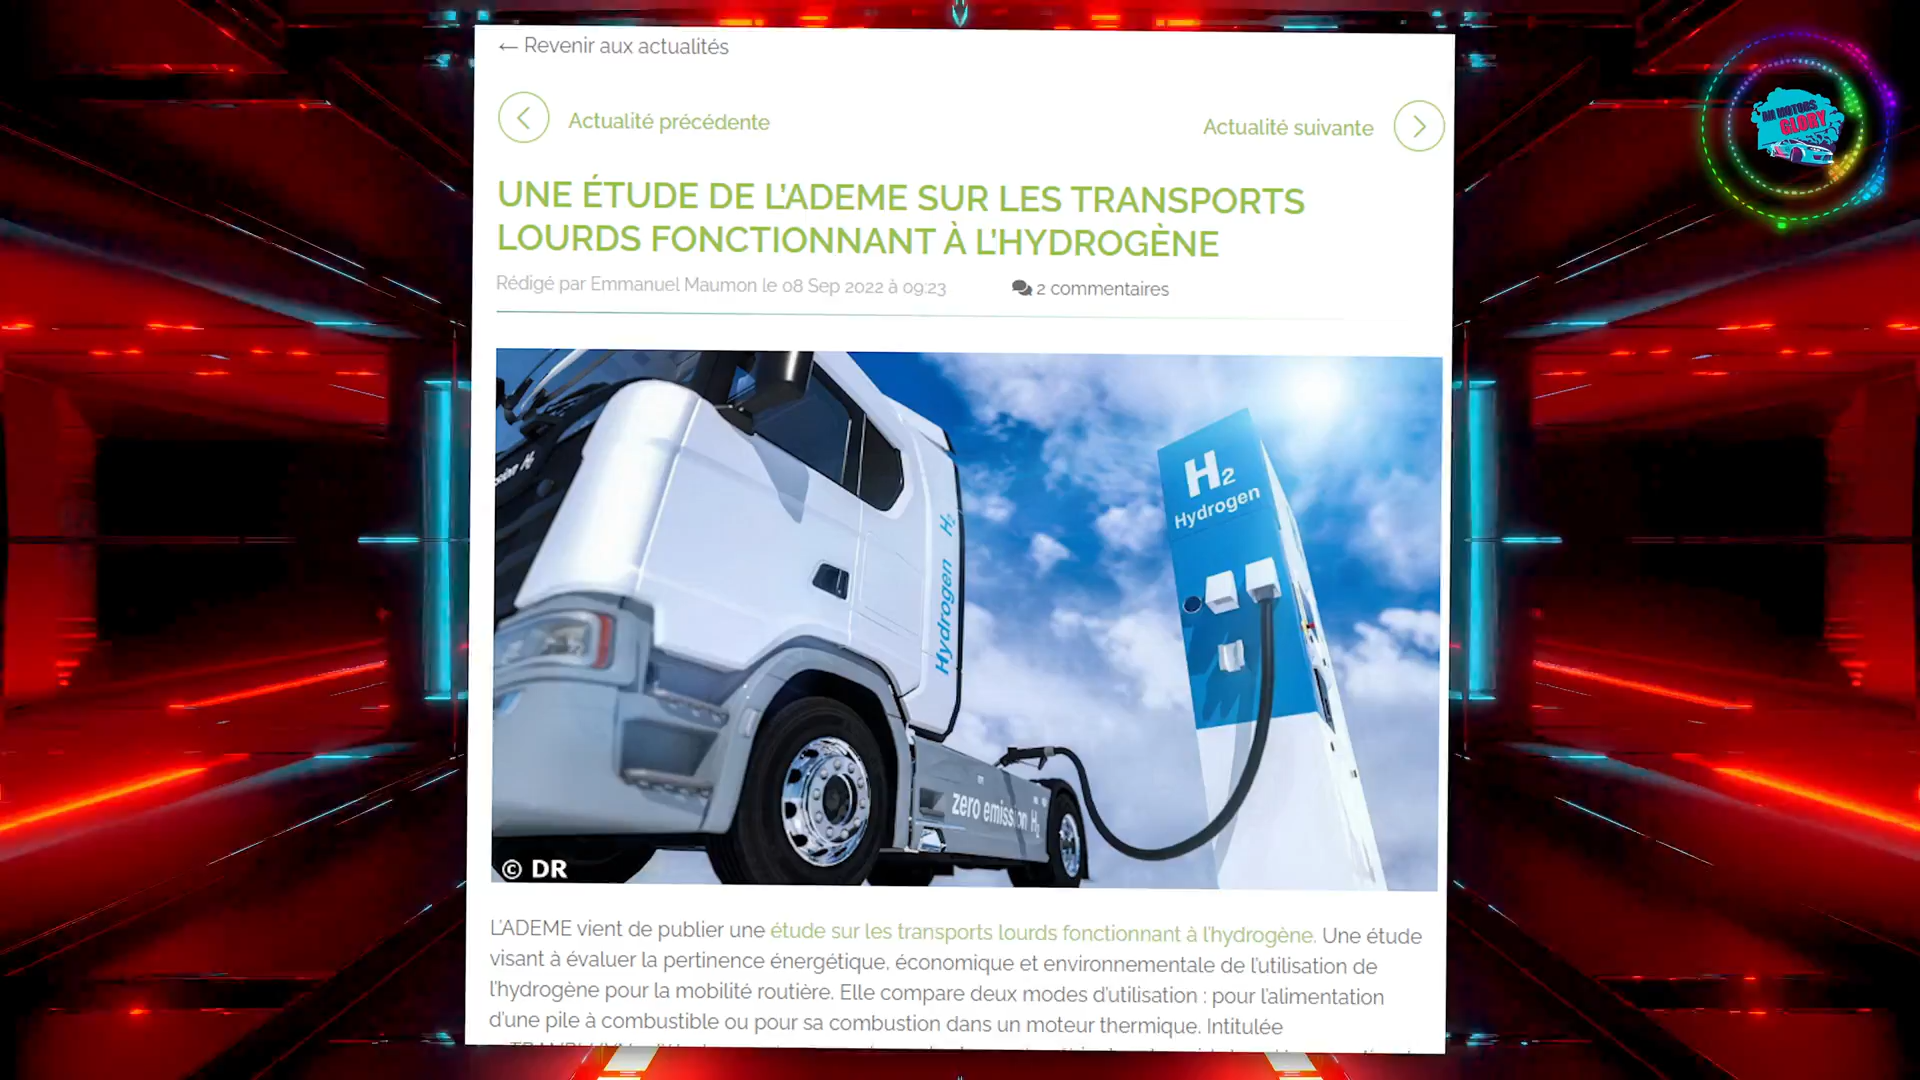 ← Revenir aux actualités
Actualité précédente
Actualité suivante
UNE ÉTUDE DE L'ADEME SUR LES TRANSPORTS
LOURDS FONCTIONNANT À L'HYDROGÈNE
Rédigé par Emmanuel Maumon le 08 Sep 2022 à 09:23
2 commentaires
H2
Hydrogen
Hydrogen H2
zero emission H2
© DR
L'ADEME vient de publier une étude sur les transports lourds fonctionnant à l'hydrogène. Une étude
visant à évaluer la pertinence énergétique, économique et environnementale de l'utilisation de
l'hydrogène pour la mobilité routière. Elle compare deux modes d'utilisation : pour l'alimentation
d'une pile à combustible ou pour sa combustion dans un moteur thermique. Intitulée
MOTORS
GLORY